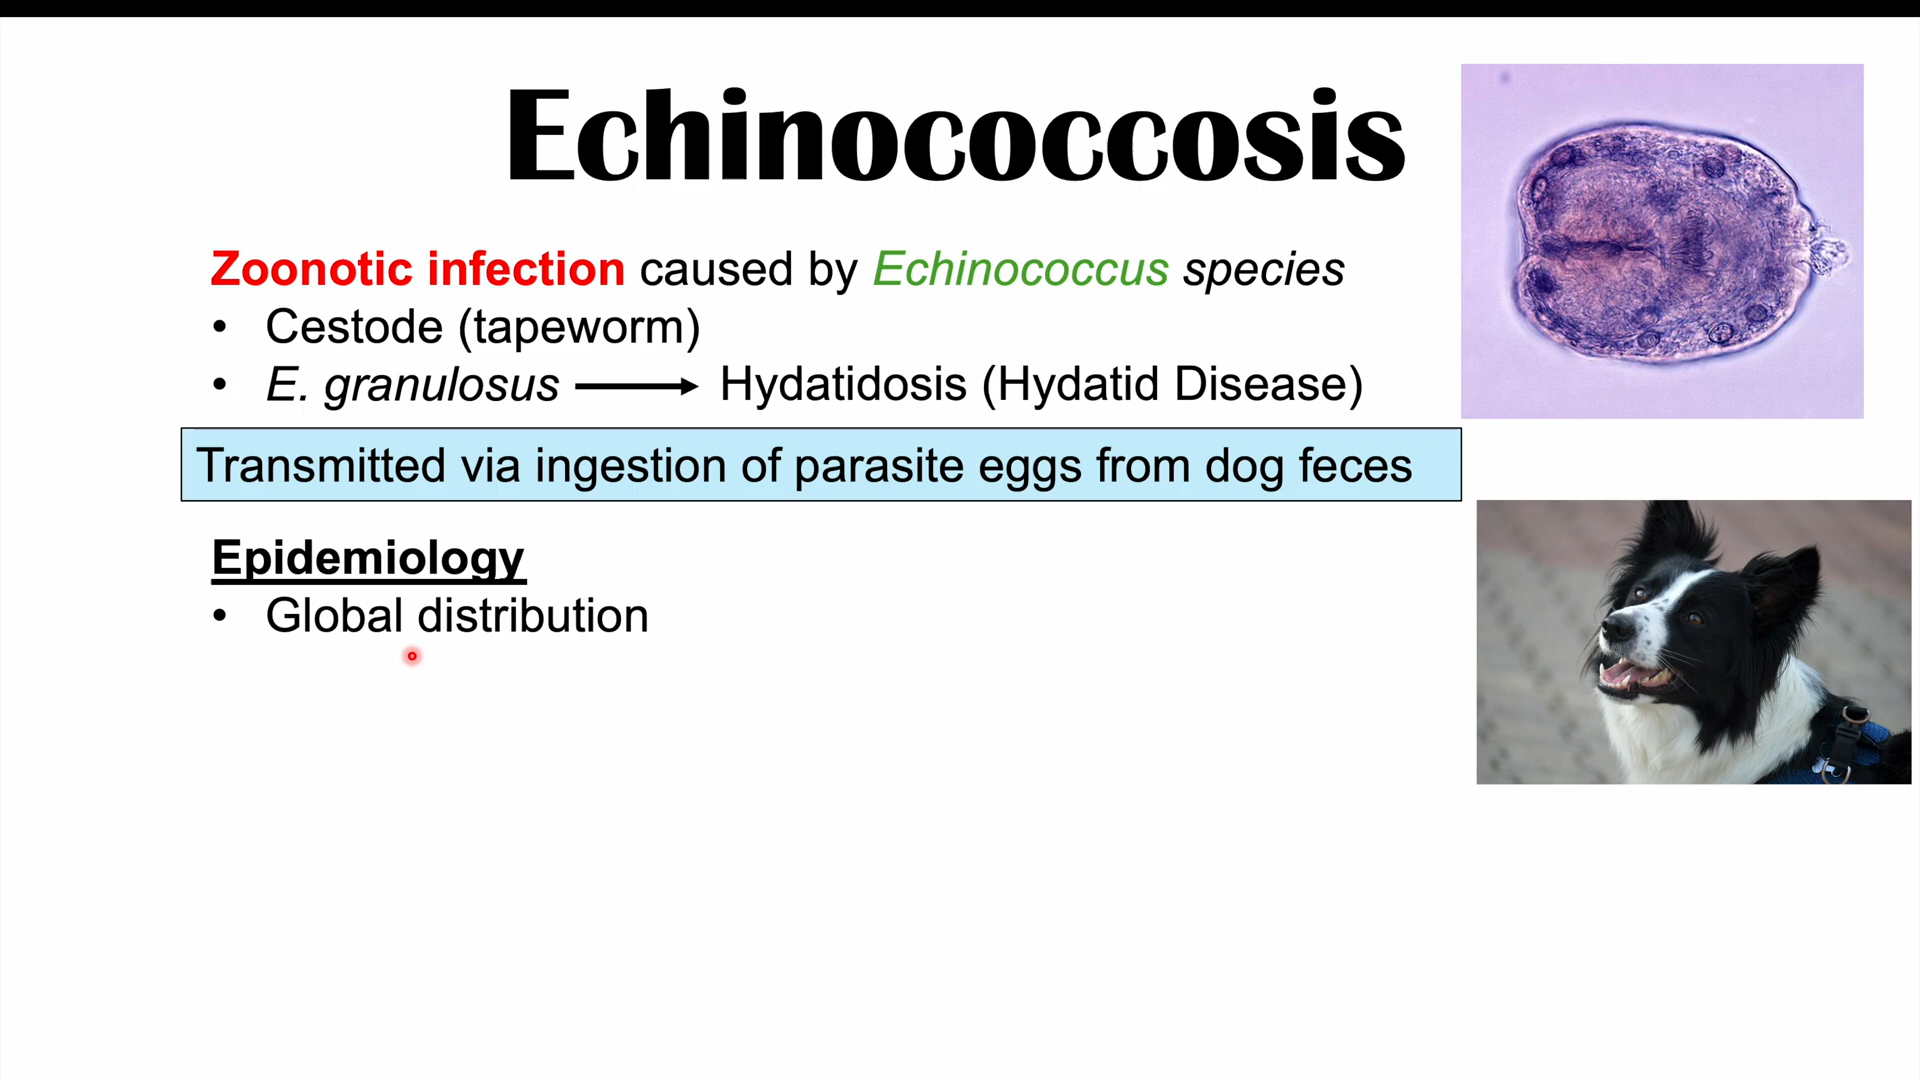 Echinococcosis
Zoonotic infection caused by Echinococcus species
• Cestode (tapeworm)
• E. granulosus ⟶ Hydatidosis (Hydatid Disease)
Transmitted via ingestion of parasite eggs from dog feces
Epidemiology
• Global distribution